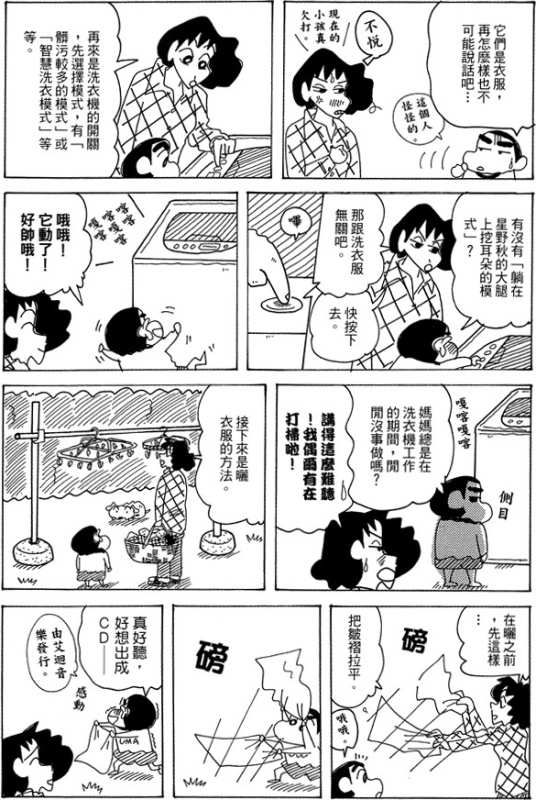 它們是衣服，
再怎麼樣也不
可能說話吧…
這個人
怪怪的。
不悅
現在的
小孩真
欠打。
再來是洗衣機的開關
，先選擇模式，有「
髒污較多的模式」或
「智慧洗衣模式」等
等。
有沒有「躺在
星野秋的大腿
上挖耳朵的模
式」？
那跟洗衣服
無關吧。
快按下
去。
嗶
嘎喀
嘎喀
嘎喀
哦哦！
它動了！
好帥哦！
嘎喀嘎喀
側目
媽媽總是在
洗衣機工作
的期間，閒
閒沒事做嗎？
講得這麼難聽
！我偶爾有在
打掃啦！
接下來是曬
衣服的方法。
在曬之前
，先這樣
…
把皺褶拉平。
磅
哦哦。
磅
真好聽，
好想出成
CD——
感動
UMA
由艾迴音
樂發行。